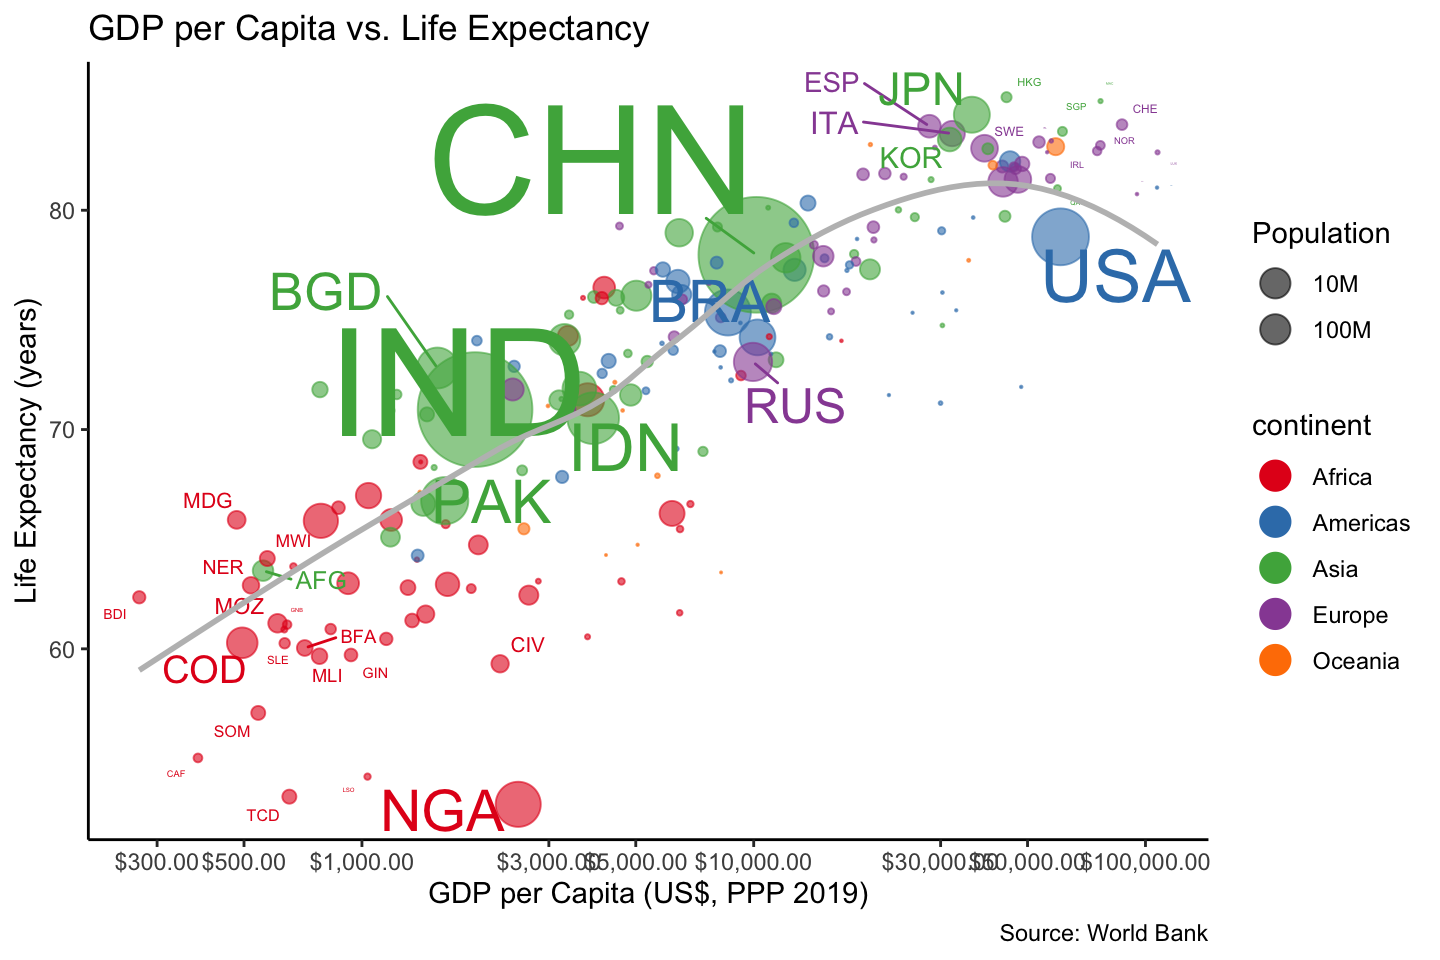 GDP per Capita vs. Life Expectancy
ESP
JPN
HKG
SGP
CHE
CHN
ITA
SWE
NOR
KOR
IRL
80
BGD
BRA
USA
IND
RUS
70
IDN
PAK
MDG
MWI
NER
AFG
MOZ
BDI
GNB
BFA
CIV
60
COD
SLE
MLI
GIN
SOM
CAF
LSO
TCD
NGA
Life Expectancy (years)
$300.00
$500.00
$1,000.00
$3,000.00
$5,000.00
$10,000.00
$30,000.00
$50,000.00
$100,000.00
GDP per Capita (US$, PPP 2019)
Source: World Bank
Population
10M
100M
continent
Africa
Americas
Asia
Europe
Oceania